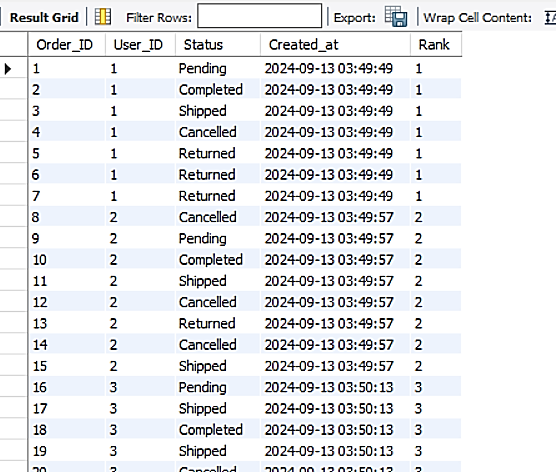 Result Grid Filter Rows: Export: Wrap Cell Content:
Order_ID User_ID Status Created_at Rank
1 1 Pending 2024-09-13 03:49:49 1
2 1 Completed 2024-09-13 03:49:49 1
3 1 Shipped 2024-09-13 03:49:49 1
4 1 Cancelled 2024-09-13 03:49:49 1
5 1 Returned 2024-09-13 03:49:49 1
6 1 Returned 2024-09-13 03:49:49 1
7 1 Returned 2024-09-13 03:49:49 1
8 2 Cancelled 2024-09-13 03:49:57 2
9 2 Pending 2024-09-13 03:49:57 2
10 2 Completed 2024-09-13 03:49:57 2
11 2 Shipped 2024-09-13 03:49:57 2
12 2 Cancelled 2024-09-13 03:49:57 2
13 2 Returned 2024-09-13 03:49:57 2
14 2 Cancelled 2024-09-13 03:49:57 2
15 2 Shipped 2024-09-13 03:49:57 2
16 3 Pending 2024-09-13 03:50:13 3
17 3 Shipped 2024-09-13 03:50:13 3
18 3 Completed 2024-09-13 03:50:13 3
19 3 Shipped 2024-09-13 03:50:13 3
20 3 Cancelled 2024-09-13 03:50:13 3